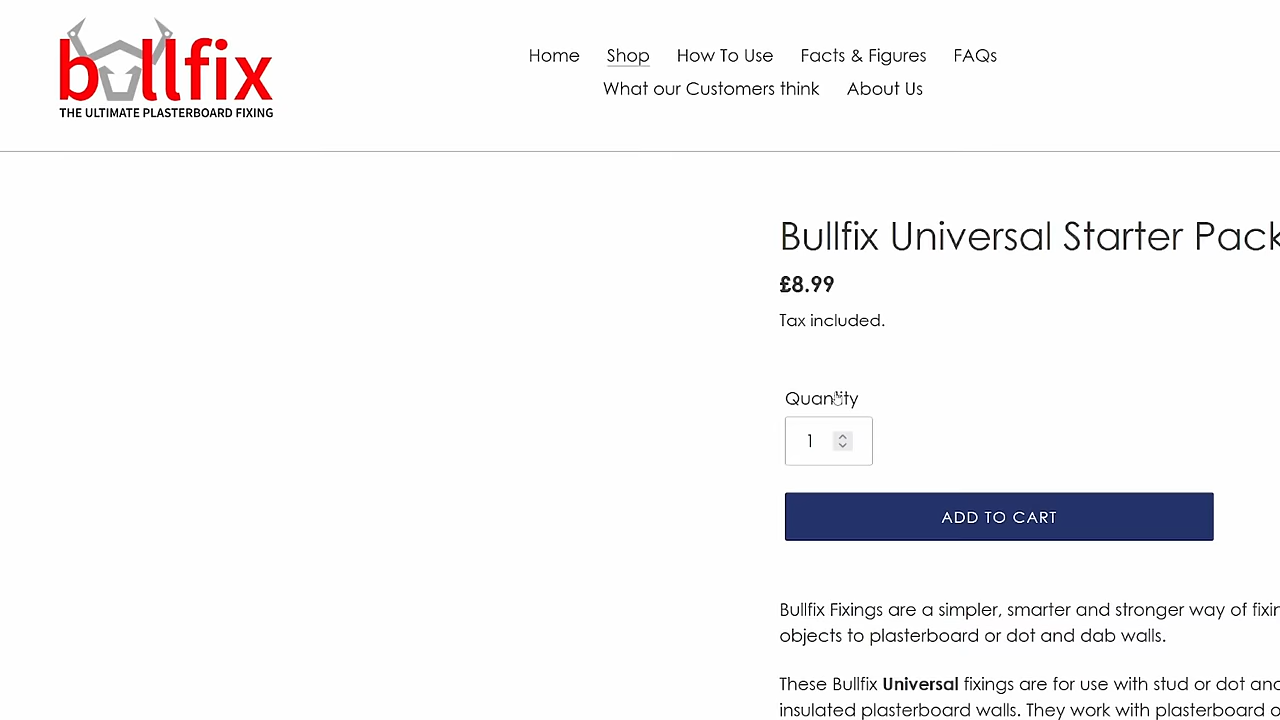 bullfix
THE ULTIMATE PLASTERBOARD FIXING
Home Shop How To Use Facts & Figures FAQs
What our Customers think About Us
Bullfix Universal Starter Pack
£8.99
Tax included.
Quantity
1
ADD TO CART
Bullfix Fixings are a simpler, smarter and stronger way of
objects to plasterboard or dot and dab walls.
These Bullfix Universal fixings are for use with stud or dot and
insulated plasterboard walls. They work with plasterboard